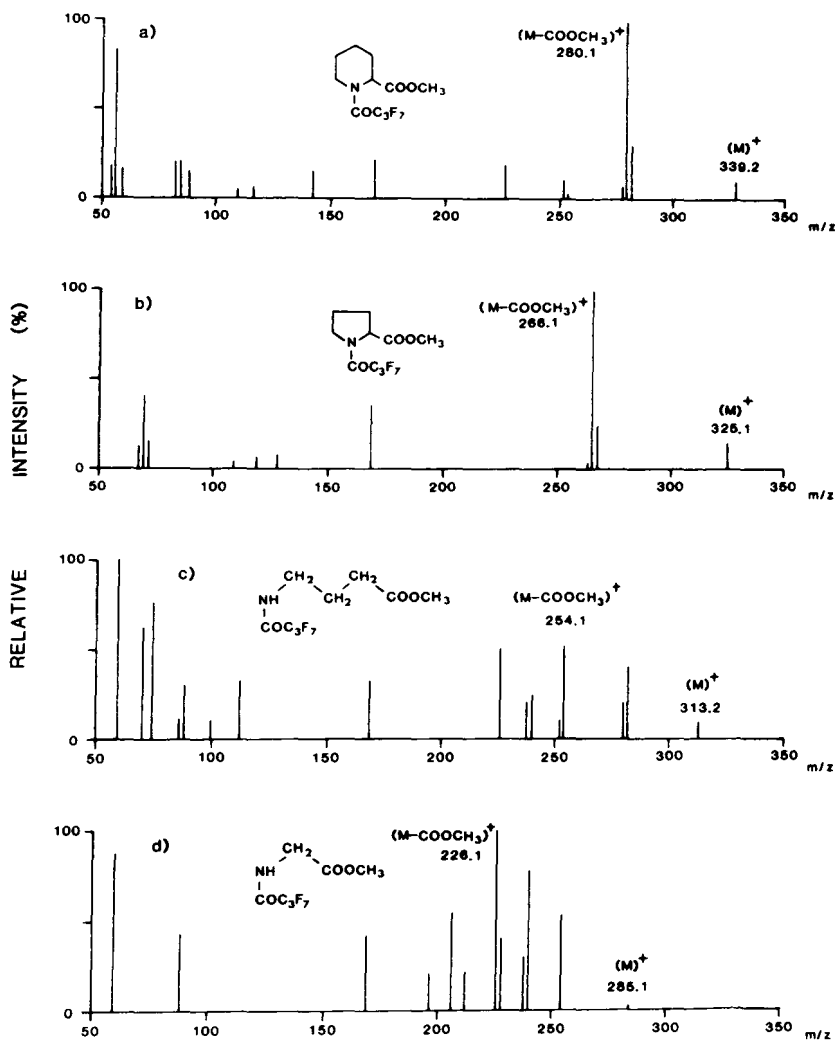 RELATIVE INTENSITY (%)
a)
100
0
50 100 150 200 250 300 350
m/z
N
COOCH₃
COC₃F₇
(M-COOCH₃)⁺
280.1
(M)⁺
339.2
b)
100
0
50 100 150 200 250 300 350
m/z
N
COOCH₃
COC₃F₇
(M-COOCH₃)⁺
266.1
(M)⁺
325.1
c)
100
0
50 100 150 200 250 300 350
m/z
CH₂ CH₂
NH CH₂ COOCH₃
COC₃F₇
(M-COOCH₃)⁺
254.1
(M)⁺
313.2
d)
100
0
50 100 150 200 250 300 350
m/z
CH₂
NH COOCH₃
COC₃F₇
(M-COOCH₃)⁺
226.1
(M)⁺
285.1